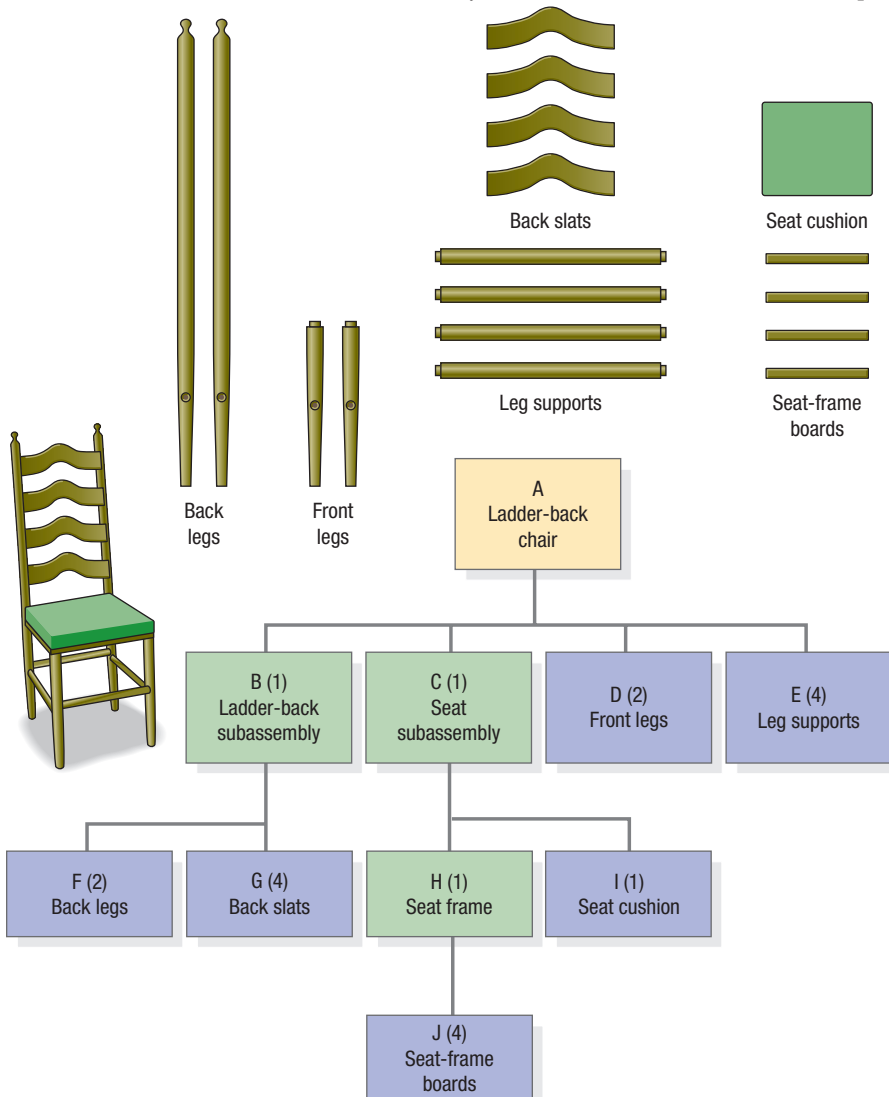 Back slats
Seat cushion
Leg supports
Seat-frame
boards
Back
legs
Front
legs
A
Ladder-back
chair
B (1)
Ladder-back
subassembly
C (1)
Seat
subassembly
D (2)
Front legs
E (4)
Leg supports
F (2)
Back legs
G (4)
Back slats
H (1)
Seat frame
I (1)
Seat cushion
J (4)
Seat-frame
boards